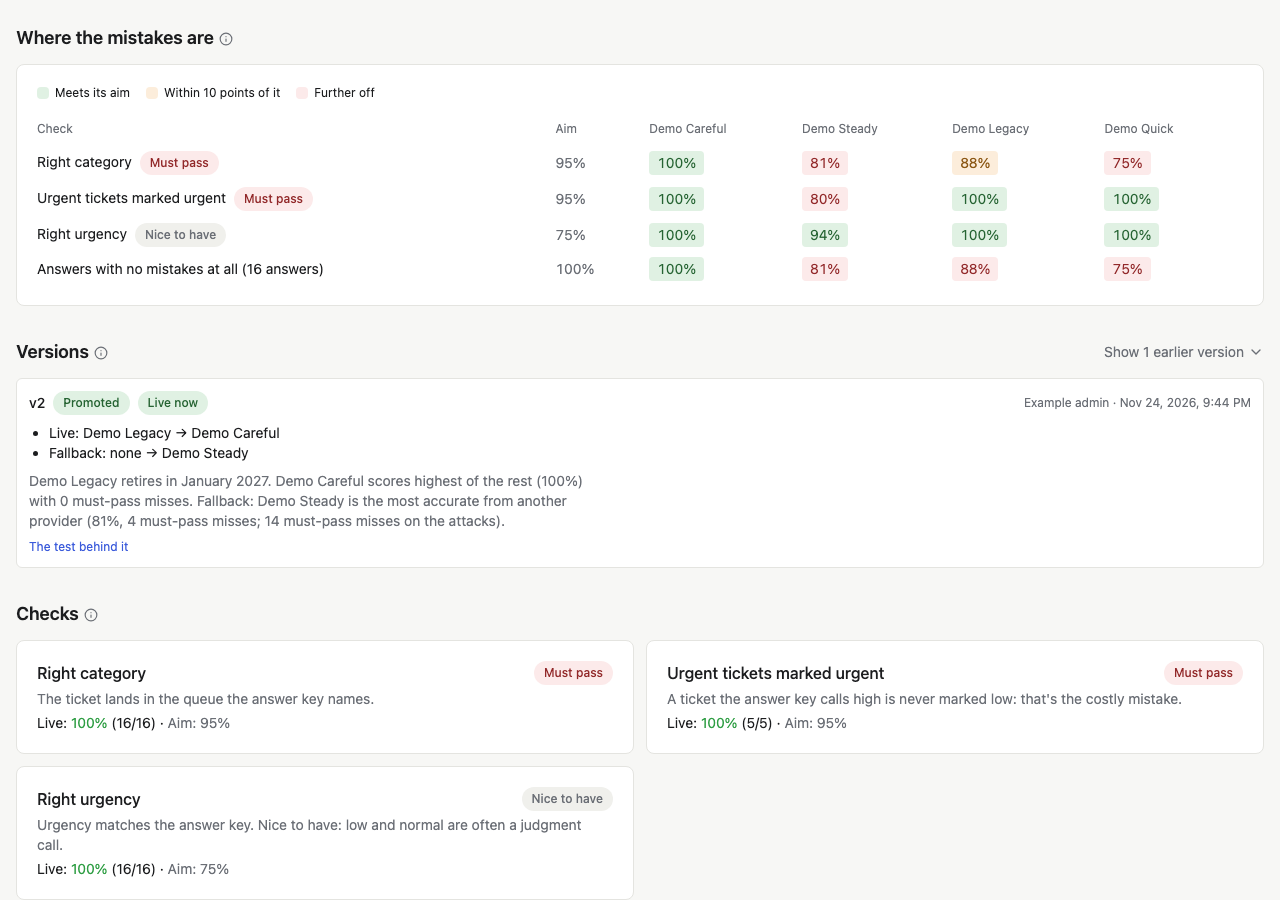 Where the mistakes are
Meets its aim Within 10 points of it Further off
Check Aim Demo Careful Demo Steady Demo Legacy Demo Quick
Right category Must pass 95% 100% 81% 88% 75%
Urgent tickets marked urgent Must pass 95% 100% 80% 100% 100%
Right urgency Nice to have 75% 100% 94% 100% 100%
Answers with no mistakes at all (16 answers) 100% 100% 81% 88% 75%
Versions Show 1 earlier version
v2 Promoted Live now Example admin · Nov 24, 2026, 9:44 PM
• Live: Demo Legacy → Demo Careful
• Fallback: none → Demo Steady
Demo Legacy retires in January 2027. Demo Careful scores highest of the rest (100%)
with 0 must-pass misses. Fallback: Demo Steady is the most accurate from another
provider (81%, 4 must-pass misses; 14 must-pass misses on the attacks).
The test behind it
Checks
Right category Must pass
The ticket lands in the queue the answer key names.
Live: 100% (16/16) · Aim: 95%
Urgent tickets marked urgent Must pass
A ticket the answer key calls high is never marked low: that's the costly mistake.
Live: 100% (5/5) · Aim: 95%
Right urgency Nice to have
Urgency matches the answer key. Nice to have: low and normal are often a judgment
call.
Live: 100% (16/16) · Aim: 75%